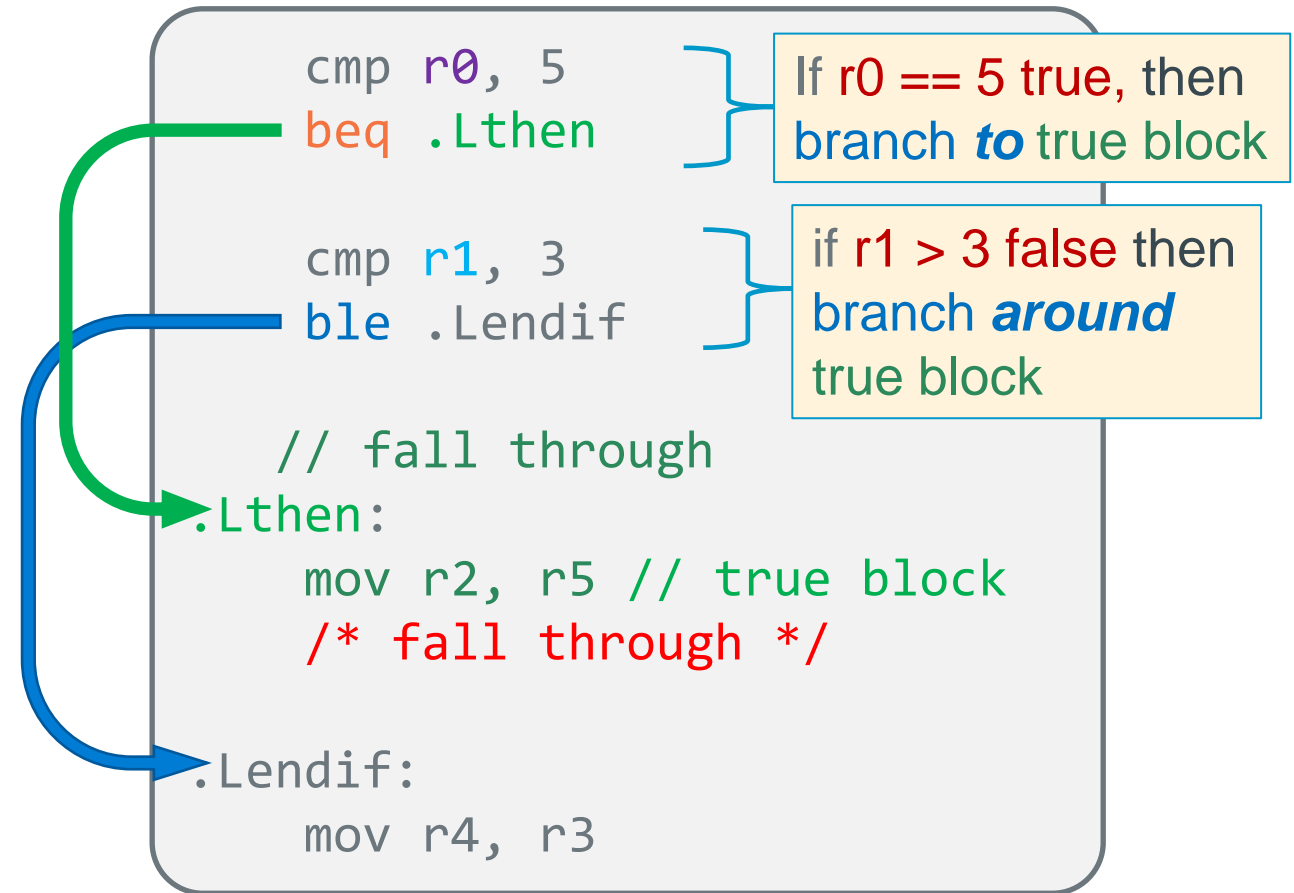 cmp r0, 5
beq .Lthen
If r0 == 5 true, then
branch to true block
cmp r1, 3
ble .Lendif
if r1 > 3 false then
branch around
true block
// fall through
.Lthen:
mov r2, r5 // true block
/* fall through */
.Lendif:
mov r4, r3